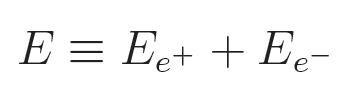 E ≡ E_{e^+} + E_{e^-}